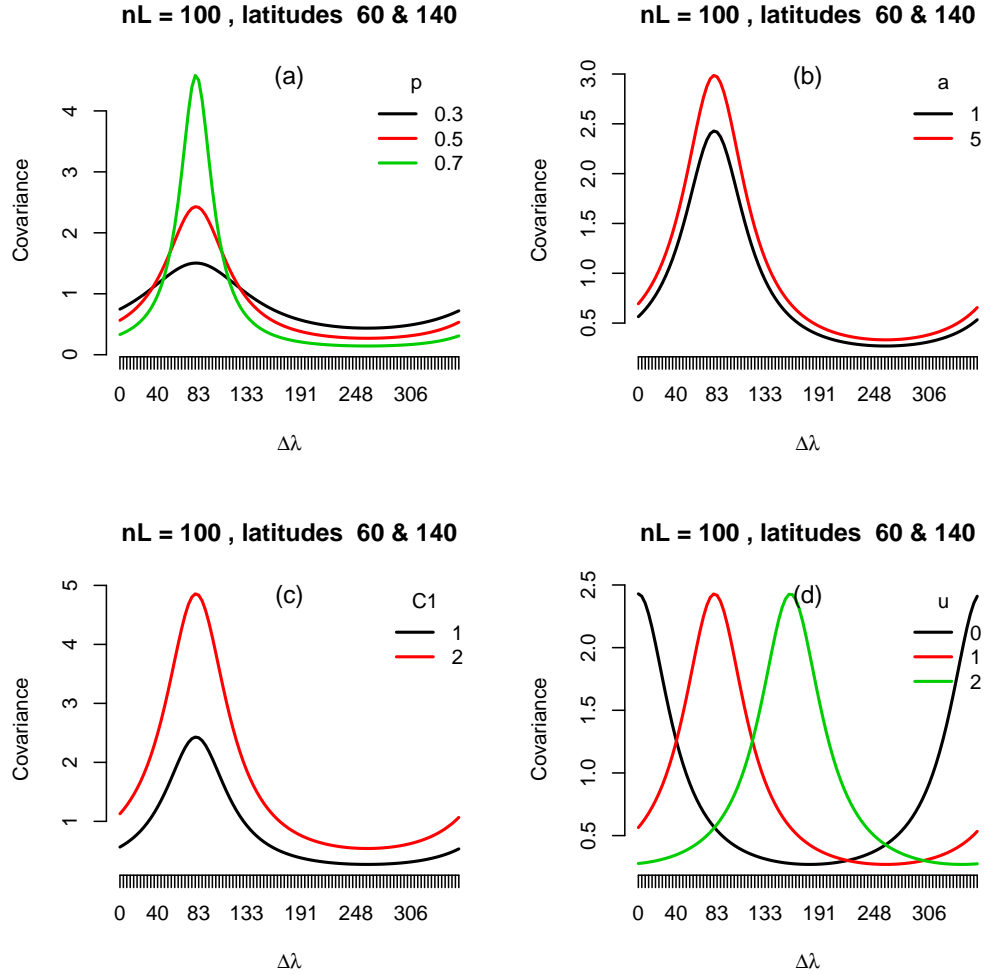 nL = 100 , latitudes  60 & 140
(a)
p
0.3
0.5
0.7
Covariance
0
1
2
3
4
0 40 83 133 191 248 306
Δλ
nL = 100 , latitudes  60 & 140
(b)
a
1
5
Covariance
0.5
1.0
1.5
2.0
2.5
3.0
0 40 83 133 191 248 306
Δλ
nL = 100 , latitudes  60 & 140
(c)
C1
1
2
Covariance
1
2
3
4
5
0 40 83 133 191 248 306
Δλ
nL = 100 , latitudes  60 & 140
(d)
u
0
1
2
Covariance
0.5
1.0
1.5
2.0
2.5
0 40 83 133 191 248 306
Δλ